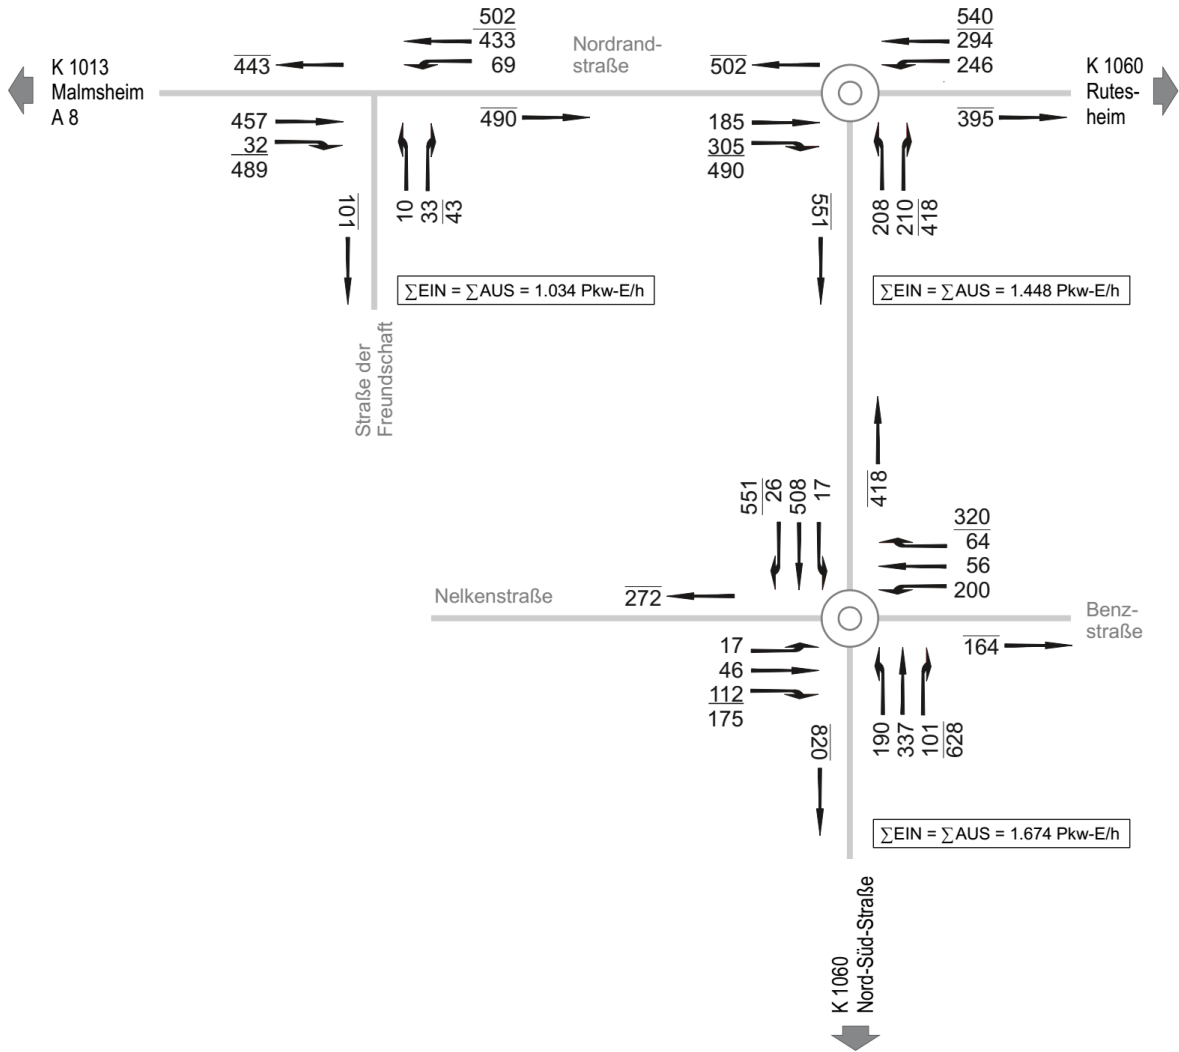 502
433
69
Nordrand-
straße
540
294
246
443
502
K 1013
Malmsheim
A 8
K 1060
Rutes-
heim
457
32
489
490
185
305
490
395
101
10
33
43
551
208
210
418
∑EIN = ∑AUS = 1.034 Pkw-E/h
∑EIN = ∑AUS = 1.448 Pkw-E/h
Straße der
Freundschaft
418
551
26
508
17
320
64
56
200
Nelkenstraße
272
Benz-
straße
17
46
112
175
164
820
190
337
101
628
∑EIN = ∑AUS = 1.674 Pkw-E/h
K 1060
Nord-Süd-Straße